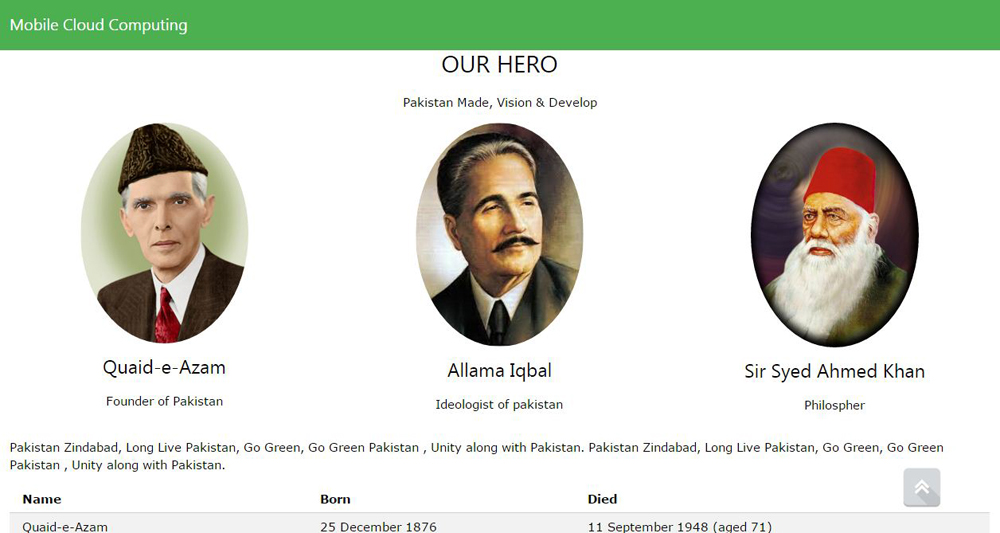 Mobile Cloud Computing
OUR HERO
Pakistan Made, Vision & Develop
Quaid-e-Azam
Allama Iqbal
Sir Syed Ahmed Khan
Founder of Pakistan
Ideologist of pakistan
Philospher
Pakistan Zindabad, Long Live Pakistan, Go Green, Go Green Pakistan , Unity along with Pakistan. Pakistan Zindabad, Long Live Pakistan, Go Green, Go Green
Pakistan , Unity along with Pakistan.
Name Born Died
Quaid-e-Azam 25 December 1876 11 September 1948 (aged 71)